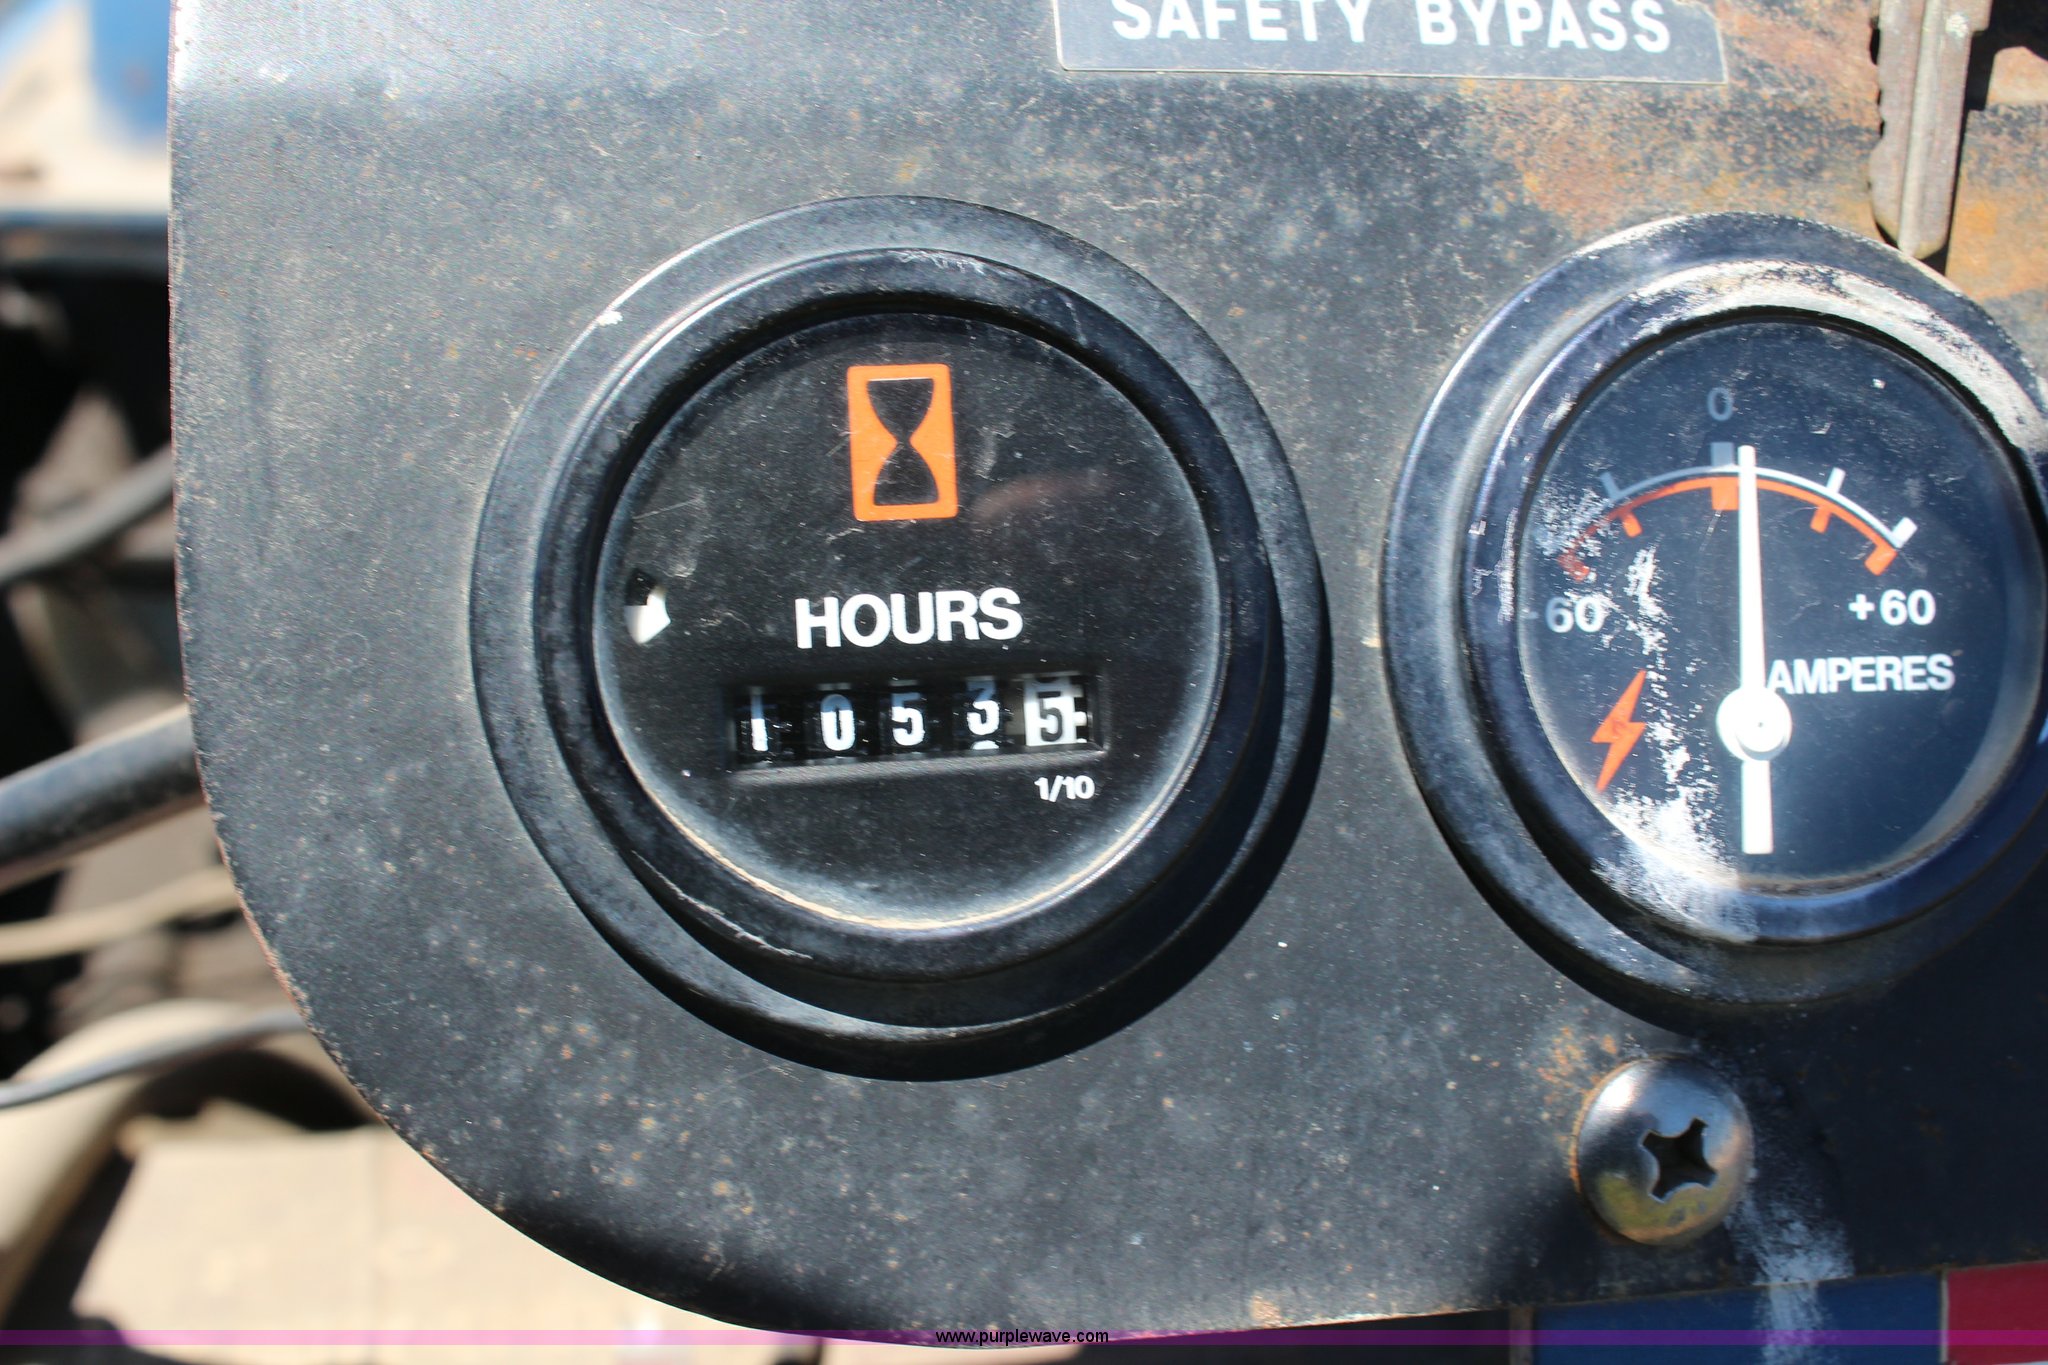 SAFETY BYPASS
HOURS
1 0 5 3 5
1/10
0
-60 +60
AMPERES
www.purplewave.com